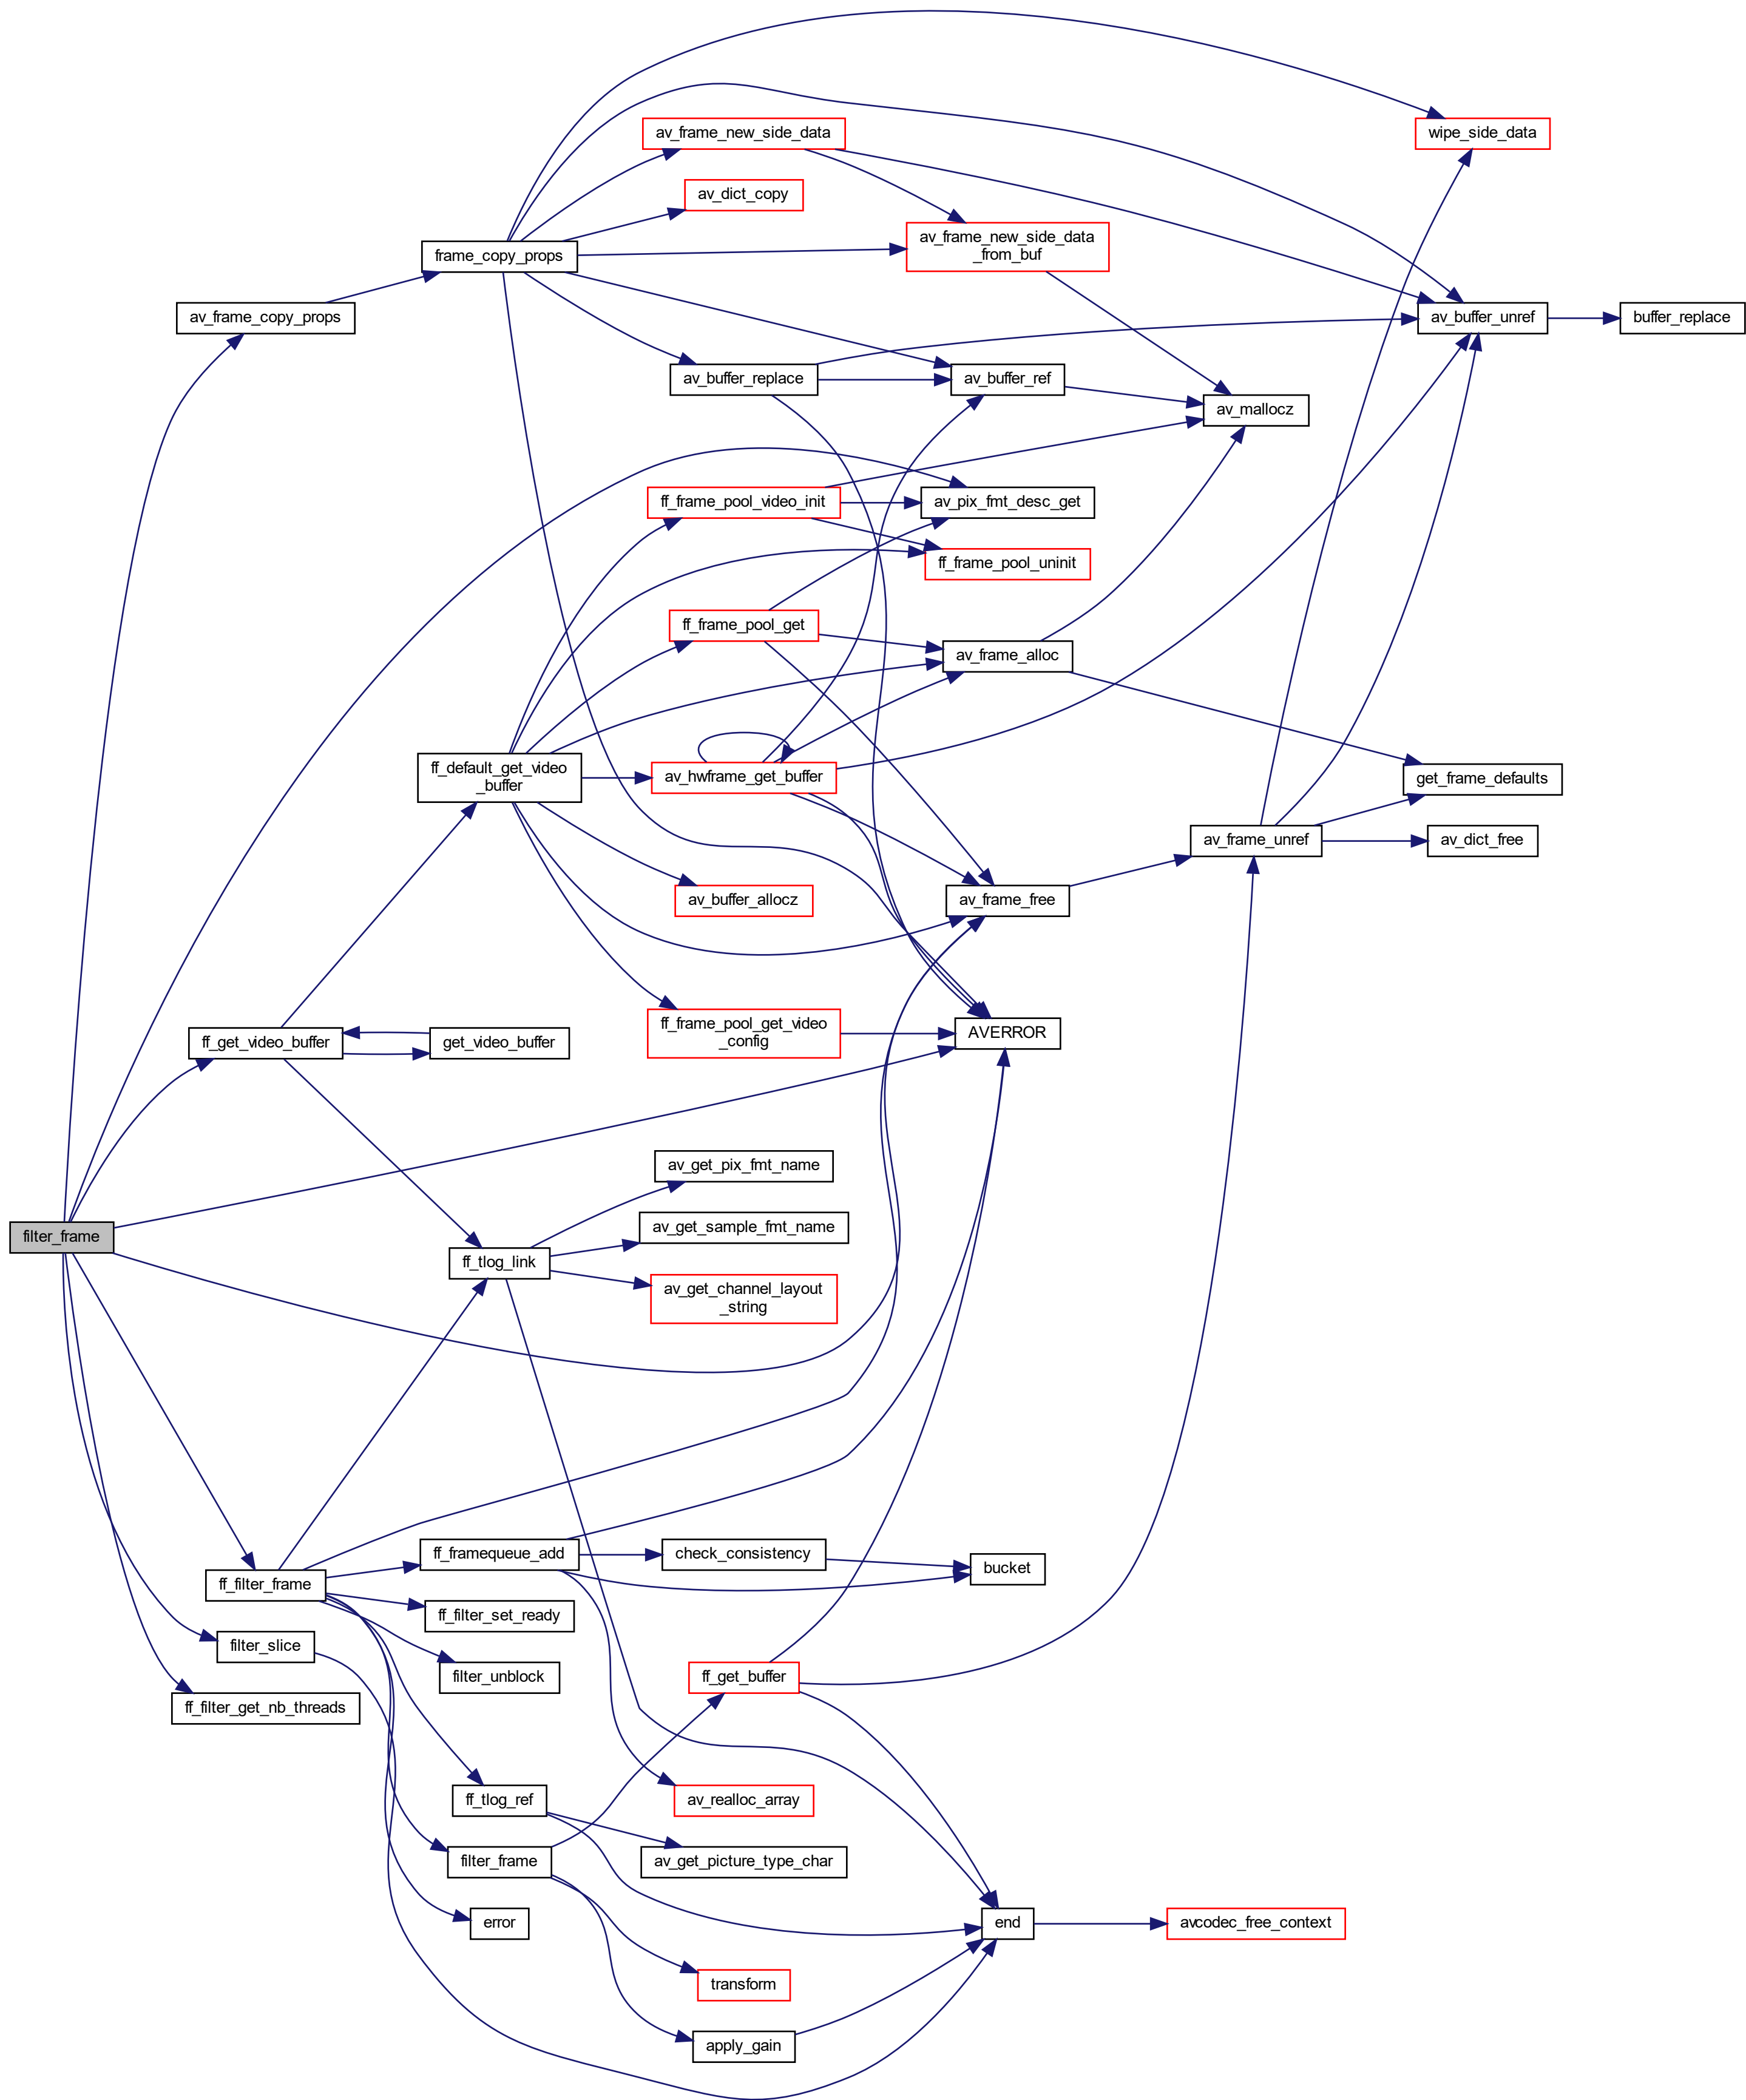 wipe_side_data
av_frame_new_side_data
av_dict_copy
av_frame_new_side_data
_from_buf
frame_copy_props
av_frame_copy_props
av_buffer_unref
buffer_replace
av_buffer_replace
av_buffer_ref
av_mallocz
ff_frame_pool_video_init
av_pix_fmt_desc_get
ff_frame_pool_uninit
ff_frame_pool_get
av_frame_alloc
ff_default_get_video
_buffer
av_hwframe_get_buffer
get_frame_defaults
av_frame_unref
av_dict_free
av_buffer_allocz
av_frame_free
ff_frame_pool_get_video
_config
AVERROR
ff_get_video_buffer
get_video_buffer
av_get_pix_fmt_name
av_get_sample_fmt_name
filter_frame
ff_tlog_link
av_get_channel_layout
_string
ff_framequeue_add
check_consistency
bucket
ff_filter_frame
ff_filter_set_ready
filter_slice
filter_unblock
ff_get_buffer
ff_filter_get_nb_threads
ff_tlog_ref
av_realloc_array
filter_frame
av_get_picture_type_char
error
end
avcodec_free_context
transform
apply_gain